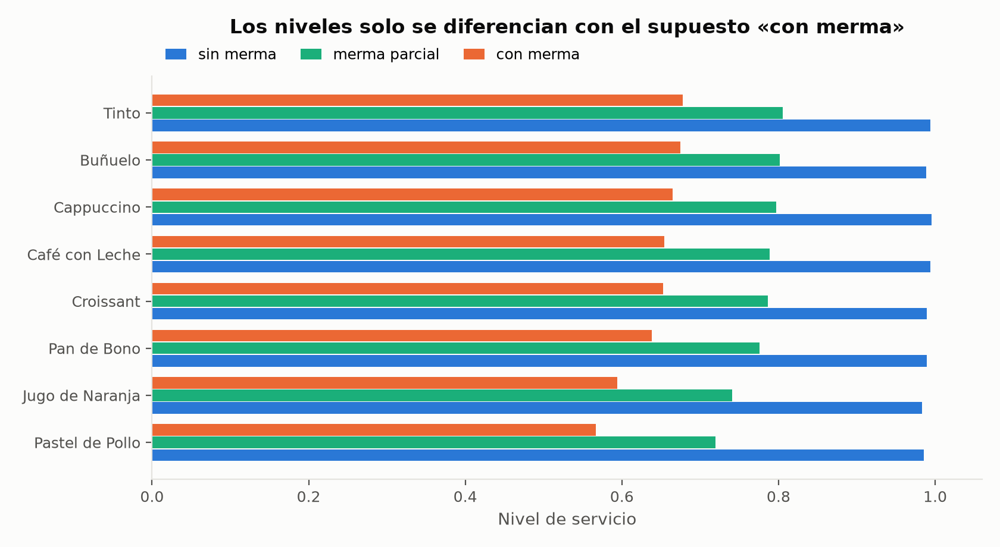 Los niveles solo se diferencian con el supuesto «con merma»
sin merma merma parcial con merma
Tinto
Buñuelo
Cappuccino
Café con Leche
Croissant
Pan de Bono
Jugo de Naranja
Pastel de Pollo
0.0 0.2 0.4 0.6 0.8 1.0
Nivel de servicio